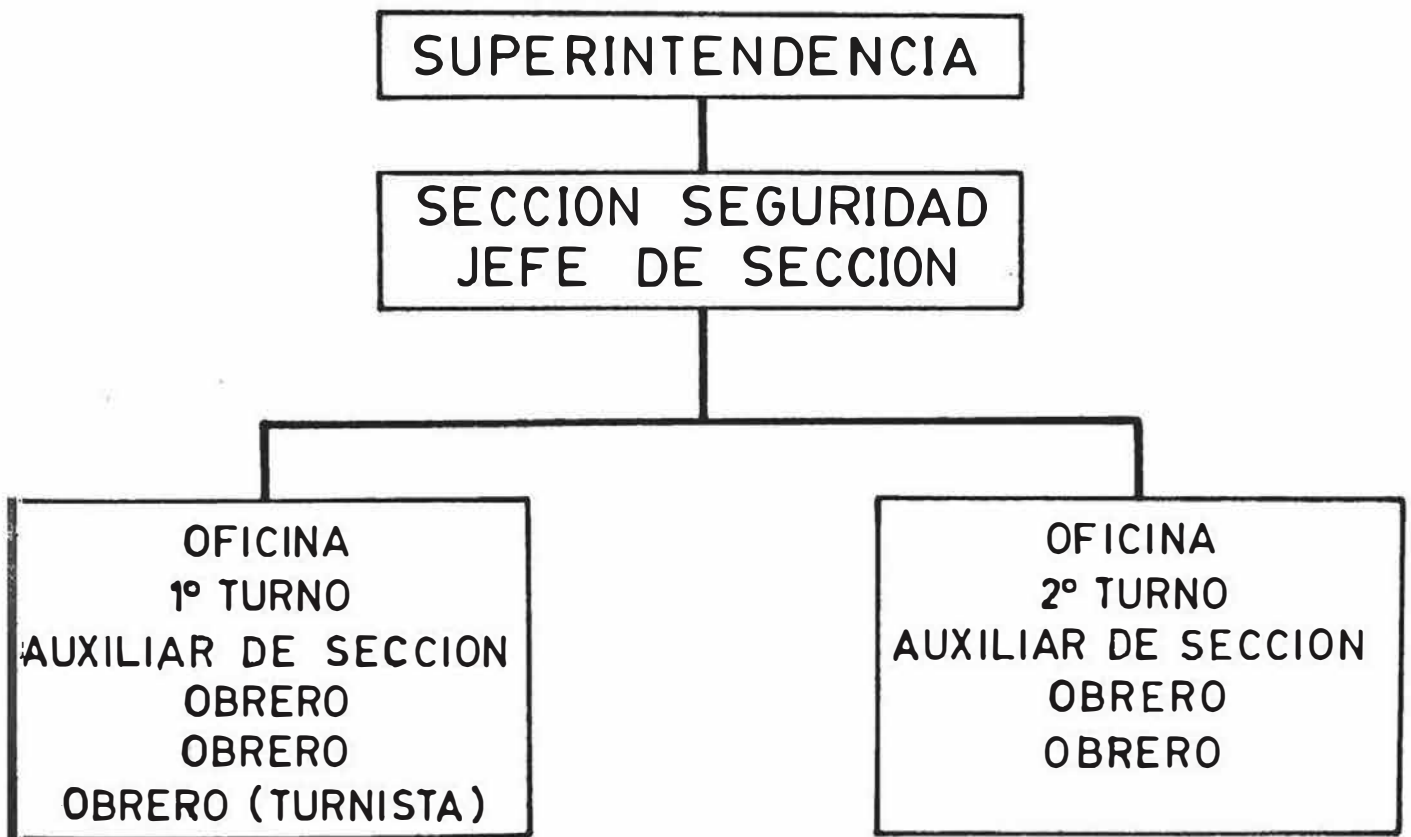 SUPERINTENDENCIA
SECCION SEGURIDAD
JEFE DE SECCION
OFICINA
1º TURNO
AUXILIAR DE SECCION
OBRERO
OBRERO
OBRERO (TURNISTA)
OFICINA
2º TURNO
AUXILIAR DE SECCION
OBRERO
OBRERO